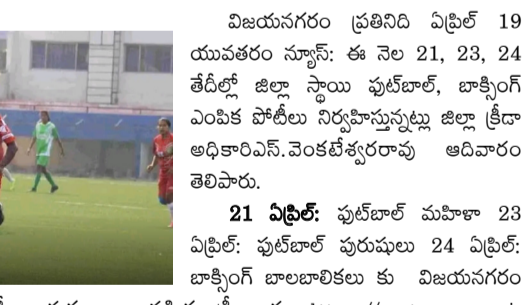 విజయనగరం ప్రతినిది ఏప్రిల్ 19
యువతరం న్యూస్: ఈ నెల 21, 23, 24
తేదీల్లో జిల్లా స్థాయి ఫుట్‌బాల్, బాక్సింగ్
ఎంపిక పోటీలు నిర్వహిస్తున్నట్లు జిల్లా క్రీడా
అధికారిఎస్.వెంకటేశ్వరరావు ఆదివారం
తెలిపారు.
21 ఏప్రిల్: ఫుట్‌బాల్ మహిళా 23
ఏప్రిల్: ఫుట్‌బాల్ పురుషులు 24 ఏప్రిల్:
బాక్సింగ్ బాలబాలికలు కు విజయనగరం